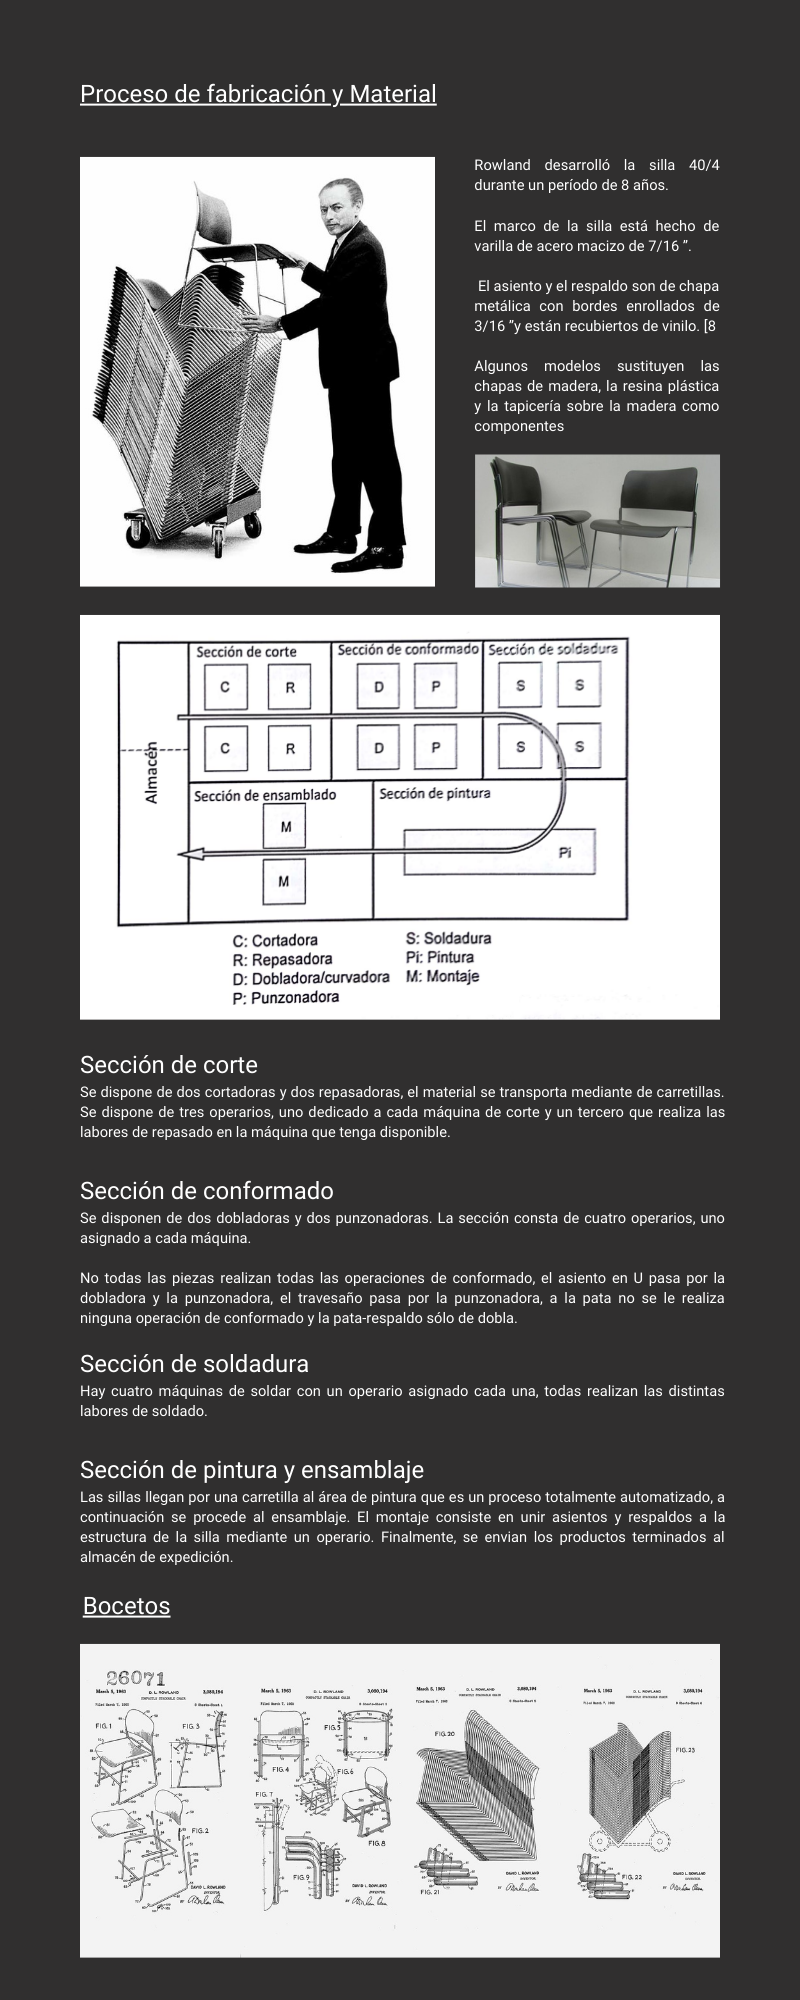 Proceso de fabricación y Material
Rowland desarrolló la silla 40/4
durante un período de 8 años.
El marco de la silla está hecho de
varilla de acero macizo de 7/16 ”.
El asiento y el respaldo son de chapa
metálica con bordes enrollados de
3/16 ”y están recubiertos de vinilo. [8
Algunos modelos sustituyen las
chapas de madera, la resina plástica
y la tapicería sobre la madera como
componentes
Sección de corte
Sección de conformado
Sección de soldadura
C R D P S S
C R D P S S
Almacén
Sección de ensamblado
Sección de pintura
M
Pi
M
C: Cortadora
R: Repasadora
D: Dobladora/curvadora
P: Punzonadora
S: Soldadura
Pi: Pintura
M: Montaje
Sección de corte
Se dispone de dos cortadoras y dos repasadoras, el material se transporta mediante de carretillas.
Se dispone de tres operarios, uno dedicado a cada máquina de corte y un tercero que realiza las
labores de repasado en la máquina que tenga disponible.
Sección de conformado
Se disponen de dos dobladoras y dos punzonadoras. La sección consta de cuatro operarios, uno
asignado a cada máquina.
No todas las piezas realizan todas las operaciones de conformado, el asiento en U pasa por la
dobladora y la punzonadora, el travesaño pasa por la punzonadora, a la pata no se le realiza
ninguna operación de conformado y la pata-respaldo sólo de dobla.
Sección de soldadura
Hay cuatro máquinas de soldar con un operario asignado cada una, todas realizan las distintas
labores de soldado.
Sección de pintura y ensamblaje
Las sillas llegan por una carretilla al área de pintura que es un proceso totalmente automatizado, a
continuación se procede al ensamblaje. El montaje consiste en unir asientos y respaldos a la
estructura de la silla mediante un operario. Finalmente, se envian los productos terminados al
almacén de expedición.
Bocetos
26071
March 5, 1963 D. L. ROWLAND
FIG. 1
FIG. 3
FIG. 2
DAVID L. ROWLAND
INVENTOR
March 5, 1963 D. L. ROWLAND
FIG. 5
FIG. 4
FIG. 6
FIG. 7
FIG. 8
FIG. 9
DAVID L. ROWLAND
INVENTOR
March 5, 1963 D. L. ROWLAND
FIG. 20
FIG. 21
DAVID L. ROWLAND
INVENTOR
March 5, 1963 D. L. ROWLAND
FIG. 23
FIG. 22
DAVID L. ROWLAND
INVENTOR